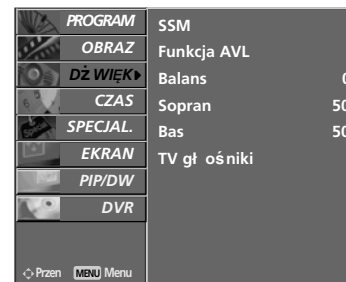 PROGRAM
OBRAZ
DŻ WIĘK
CZAS
SPECJAL.
EKRAN
PIP/DW
DVR
Przen MENU Menu
SSM
Funkcja AVL
Balans 0
Sopran 50
Bas 50
TV gł ośniki